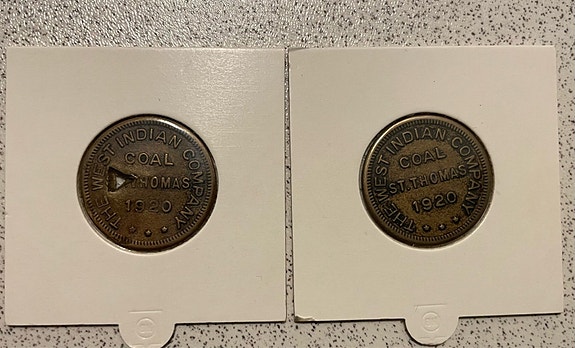 THE WEST INDIAN COMPANY
COAL
ST.THOMAS
1920
THE WEST INDIAN COMPANY
COAL
ST.THOMAS
1920